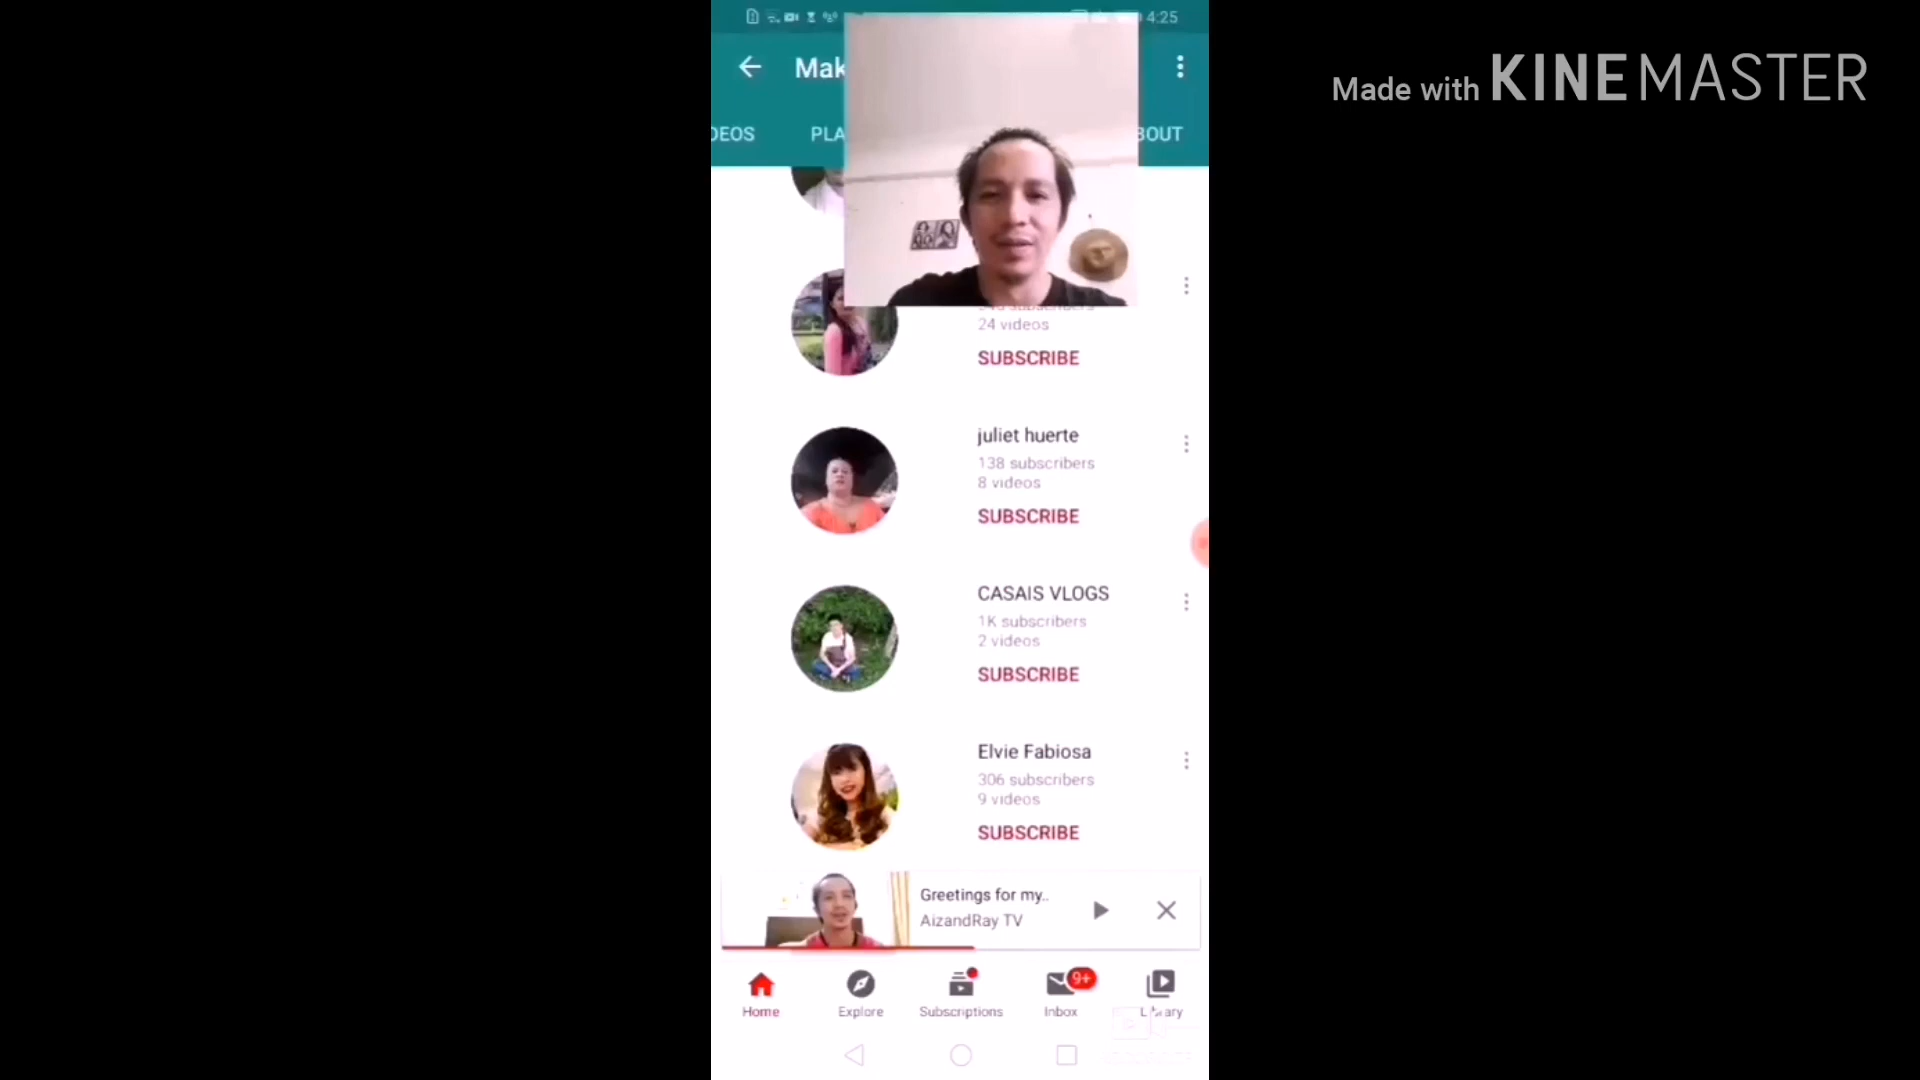 4:25
Made with KINEMASTER
Mak
DEOS
PLA
BOUT
24 videos
SUBSCRIBE
juliet huerte
138 subscribers
8 videos
SUBSCRIBE
CASAIS VLOGS
1K subscribers
2 videos
SUBSCRIBE
Elvie Fabiosa
306 subscribers
9 videos
SUBSCRIBE
Greetings for my..
AizandRay TV
9+
Home
Explore
Subscriptions
Inbox
Library